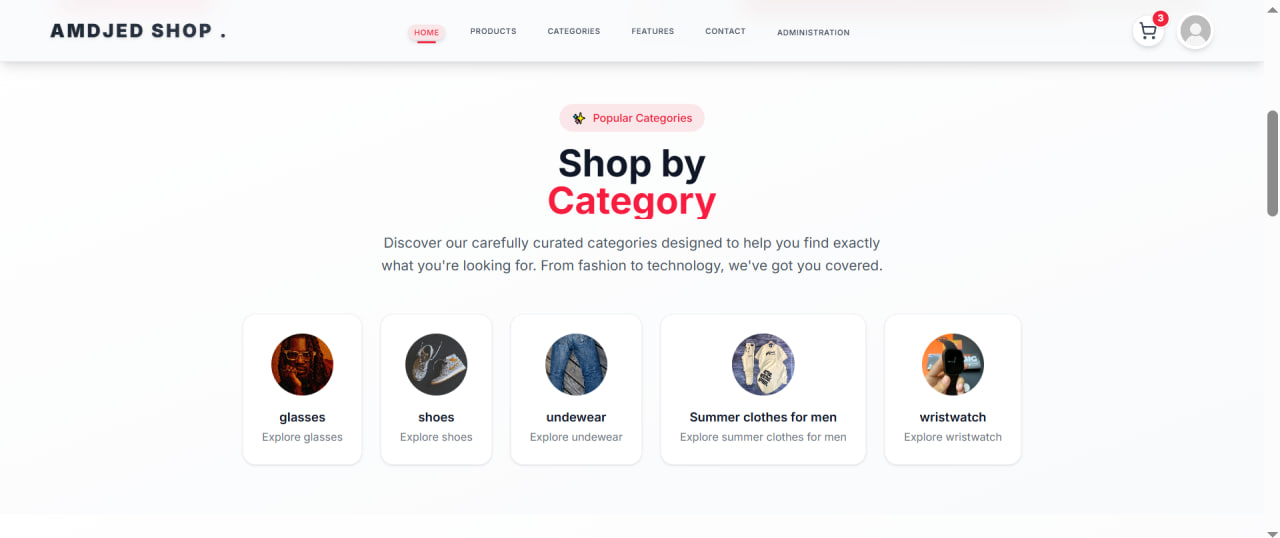 AMDJED SHOP .
HOME
PRODUCTS
CATEGORIES
FEATURES
CONTACT
ADMINISTRATION
3
Popular Categories
Shop by
Category
Discover our carefully curated categories designed to help you find exactly
what you're looking for. From fashion to technology, we've got you covered.
glasses
Explore glasses
shoes
Explore shoes
undewear
Explore undewear
Summer clothes for men
Explore summer clothes for men
wristwatch
Explore wristwatch